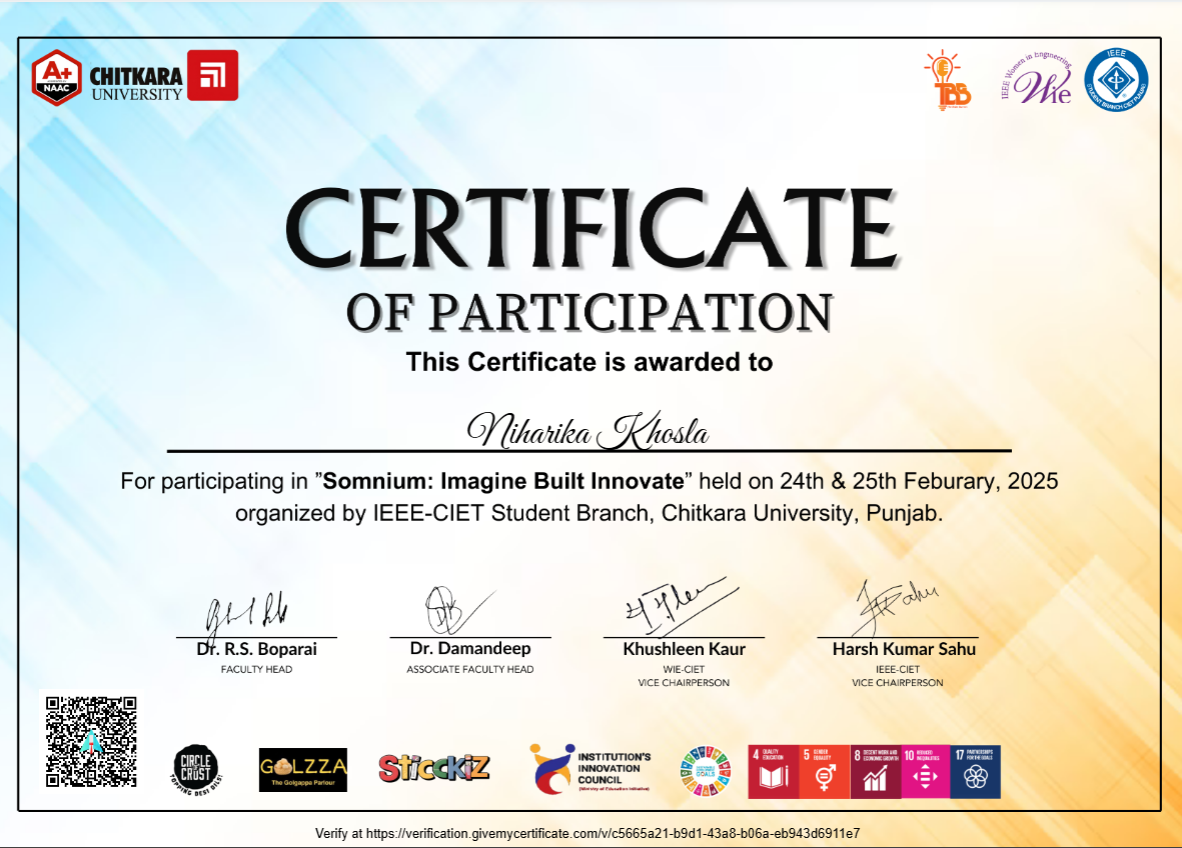 A+
NAAC
CHITKARA
UNIVERSITY
TBS
IEEE Women in Engineering
Wie
IEEE
STUDENT BRANCH CIET PUNJAB
CERTIFICATE
OF PARTICIPATION
This Certificate is awarded to
Niharika Khosla
For participating in ”Somnium: Imagine Built Innovate” held on 24th & 25th Feburary, 2025
organized by IEEE-CIET Student Branch, Chitkara University, Punjab.
Dr. R.S. Boparai
FACULTY HEAD
Dr. Damandeep
ASSOCIATE FACULTY HEAD
Khushleen Kaur
WIE-CIET
VICE CHAIRPERSON
Harsh Kumar Sahu
IEEE-CIET
VICE CHAIRPERSON
CIRCLE
CRUST
TOPPING DESI BITES!
GOLZZA
The Golgappa Parlour
SticckiZ
INSTITUTION'S
INNOVATION
COUNCIL
(Ministry of Education Initiative)
SUSTAINABLE
DEVELOPMENT
GOALS
4 QUALITY
EDUCATION
5 GENDER
EQUALITY
8 DECENT WORK AND
ECONOMIC GROWTH
10 REDUCED
INEQUALITIES
17 PARTNERSHIPS
FOR THE GOALS
Verify at https://verification.givemycertificate.com/v/c5665a21-b9d1-43a8-b06a-eb943d6911e7